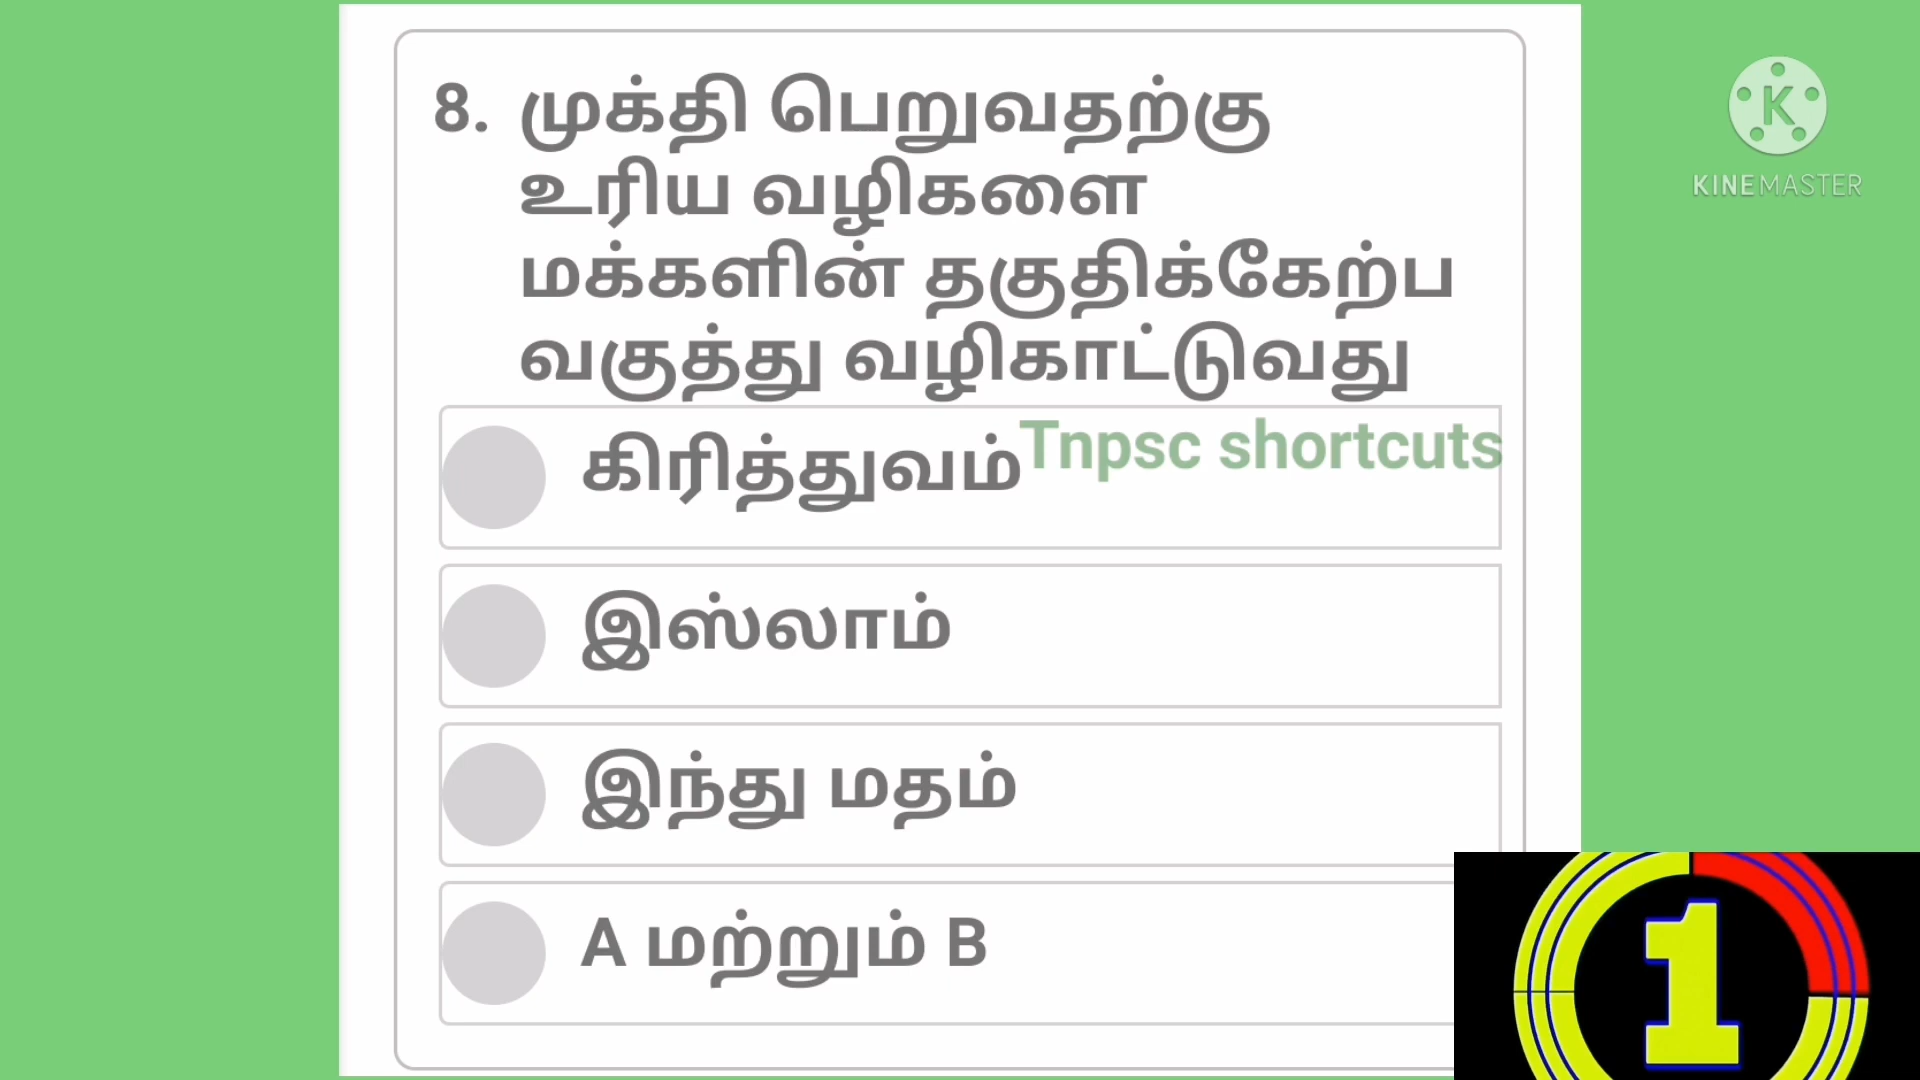 8. முக்தி பெறுவதற்கு
உரிய வழிகளை
மக்களின் தகுதிக்கேற்ப
வகுத்து வழிகாட்டுவது
கிரித்துவம்
Tnpsc shortcuts
இஸ்லாம்
இந்து மதம்
A மற்றும் B
K
KINEMASTER
1